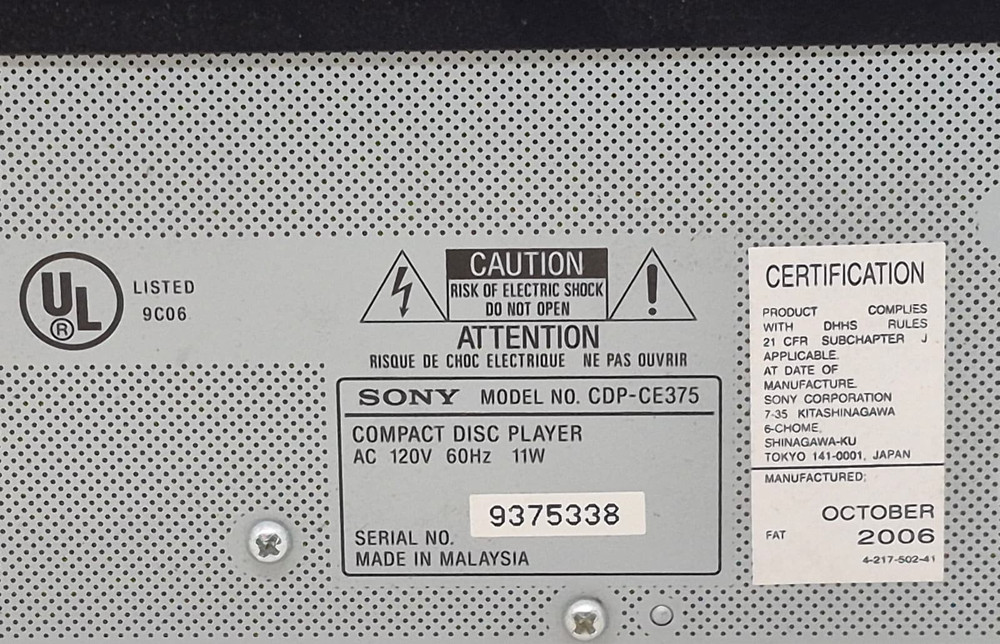 UL
®
LISTED
9C06
CAUTION
RISK OF ELECTRIC SHOCK
DO NOT OPEN
ATTENTION
RISQUE DE CHOC ELECTRIQUE NE PAS OUVRIR
SONY MODEL NO. CDP-CE375
COMPACT DISC PLAYER
AC 120V 60Hz 11W
9375338
SERIAL NO.
MADE IN MALAYSIA
CERTIFICATION
PRODUCT COMPLIES
WITH DHHS RULES
21 CFR SUBCHAPTER J
APPLICABLE.
AT DATE OF
MANUFACTURE.
SONY CORPORATION
7-35 KITASHINAGAWA
6-CHOME,
SHINAGAWA-KU
TOKYO 141-0001, JAPAN
MANUFACTURED;
OCTOBER
FAT 2006
4-217-502-41